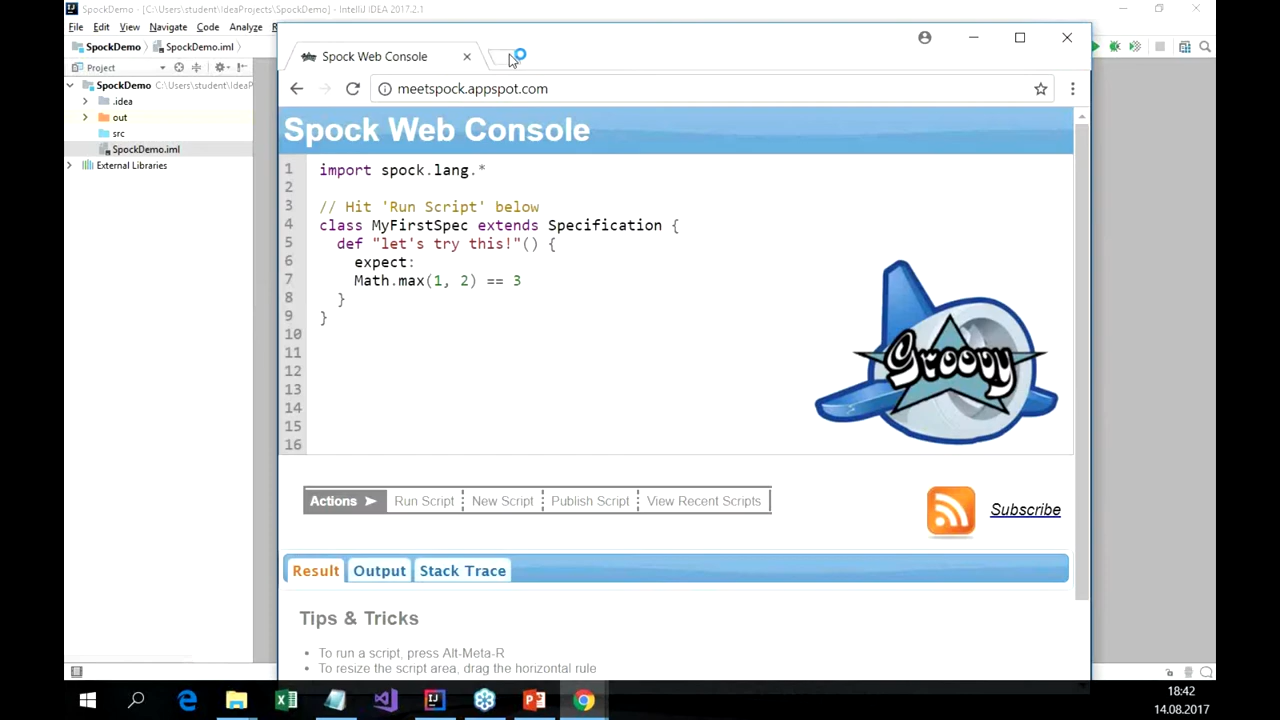 SpockDemo - [C:\Users\student\IdeaProjects\SpockDemo] - IntelliJ IDEA 2017.2.1
File Edit View Navigate Code Analyze
SpockDemo SpockDemo.iml
Project
SpockDemo C:\Users\student\IdeaP
.idea
out
src
SpockDemo.iml
External Libraries
Spock Web Console
meetspock.appspot.com
Spock Web Console
1 import spock.lang.*
2
3 // Hit 'Run Script' below
4 class MyFirstSpec extends Specification {
5 def "let's try this!"() {
6 expect:
7 Math.max(1, 2) == 3
8 }
9 }
10
11
12
13
14
15
16
Groovy
Actions Run Script New Script Publish Script View Recent Scripts
Subscribe
Result Output Stack Trace
Tips & Tricks
• To run a script, press Alt-Meta-R
• To resize the script area, drag the horizontal rule
18:42
14.08.2017